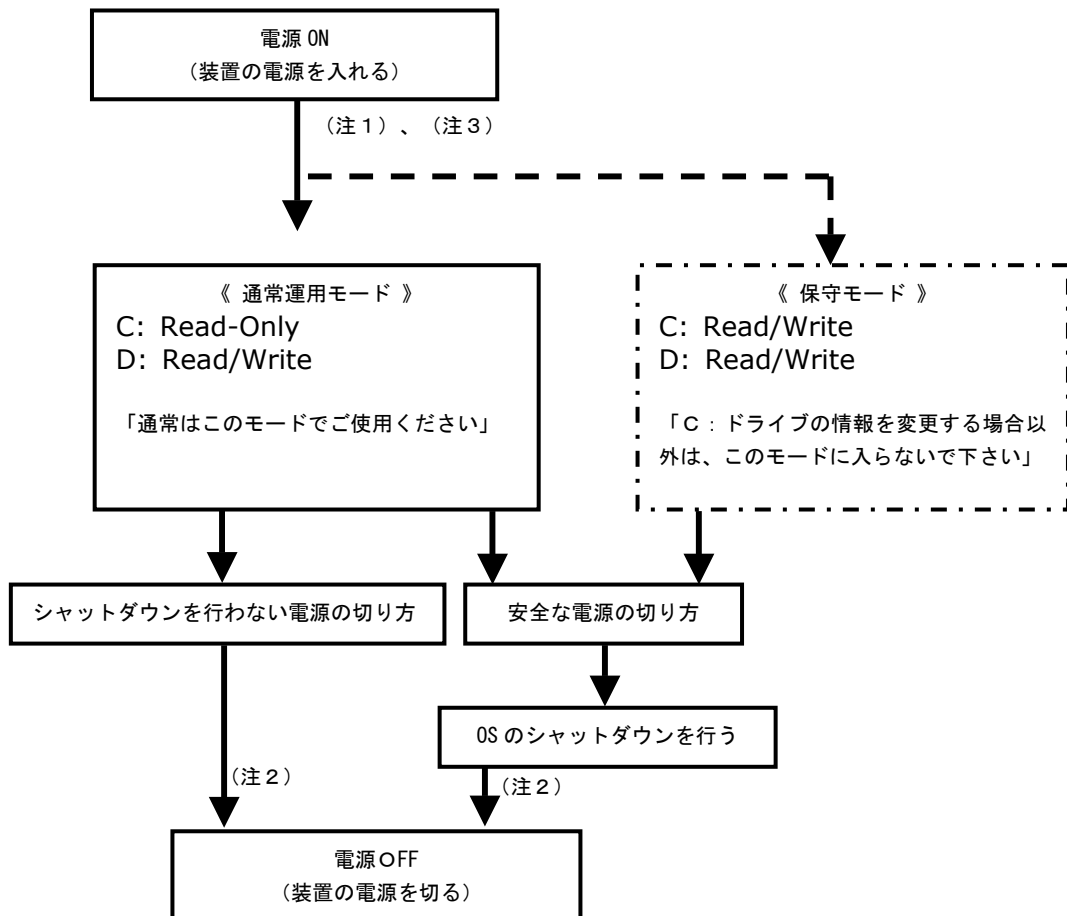 電源 ON
(装置の電源を入れる)
(注1)、(注3)
《 通常運用モード 》
C: Read-Only
D: Read/Write
「通常はこのモードでご使用ください」
《 保守モード 》
C: Read/Write
D: Read/Write
「C:ドライブの情報を変更する場合以
外は、このモードに入らないで下さい」
シャットダウンを行わない電源の切り方
安全な電源の切り方
OS のシャットダウンを行う
(注2)
(注2)
電源OFF
(装置の電源を切る)